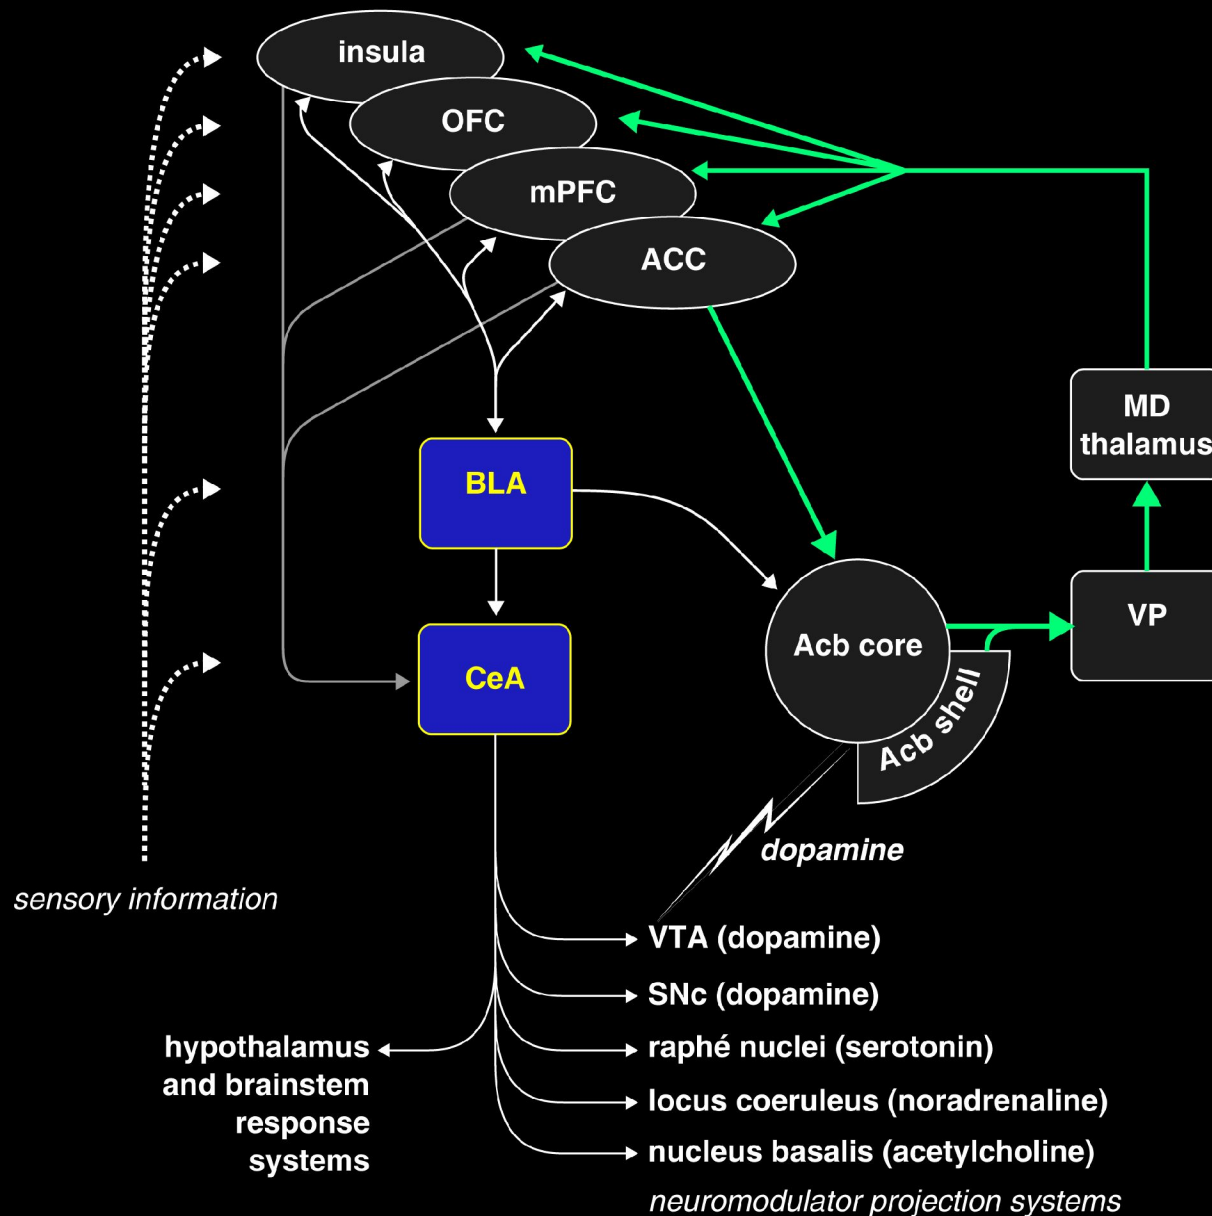 insula
OFC
mPFC
ACC
MD
thalamus
BLA
VP
Acb core
CeA
Acb shell
dopamine
sensory information
VTA (dopamine)
SNc (dopamine)
raphé nuclei (serotonin)
locus coeruleus (noradrenaline)
nucleus basalis (acetylcholine)
neuromodulator projection systems
hypothalamus
and brainstem
response
systems